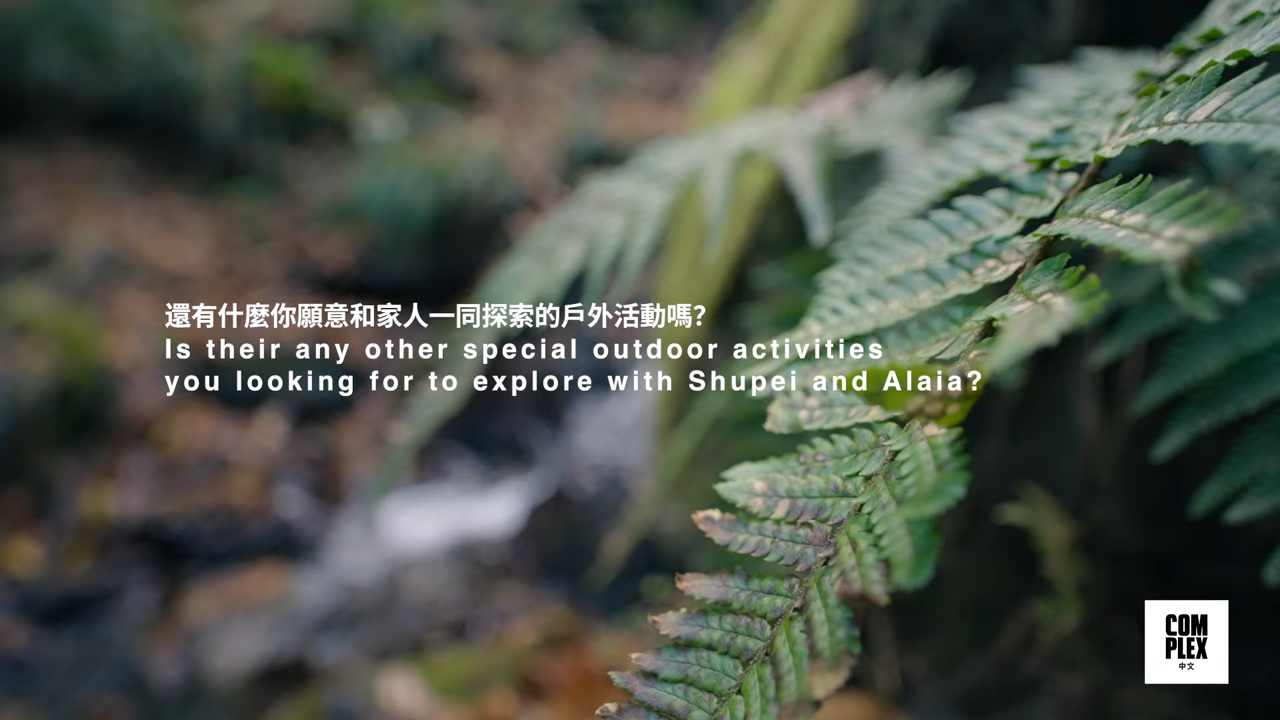 還有什麼你願意和家人一同探索的戶外活動嗎?
Is their any other special outdoor activities
you looking for to explore with Shupei and Alaia?
COM
PLEX
中文